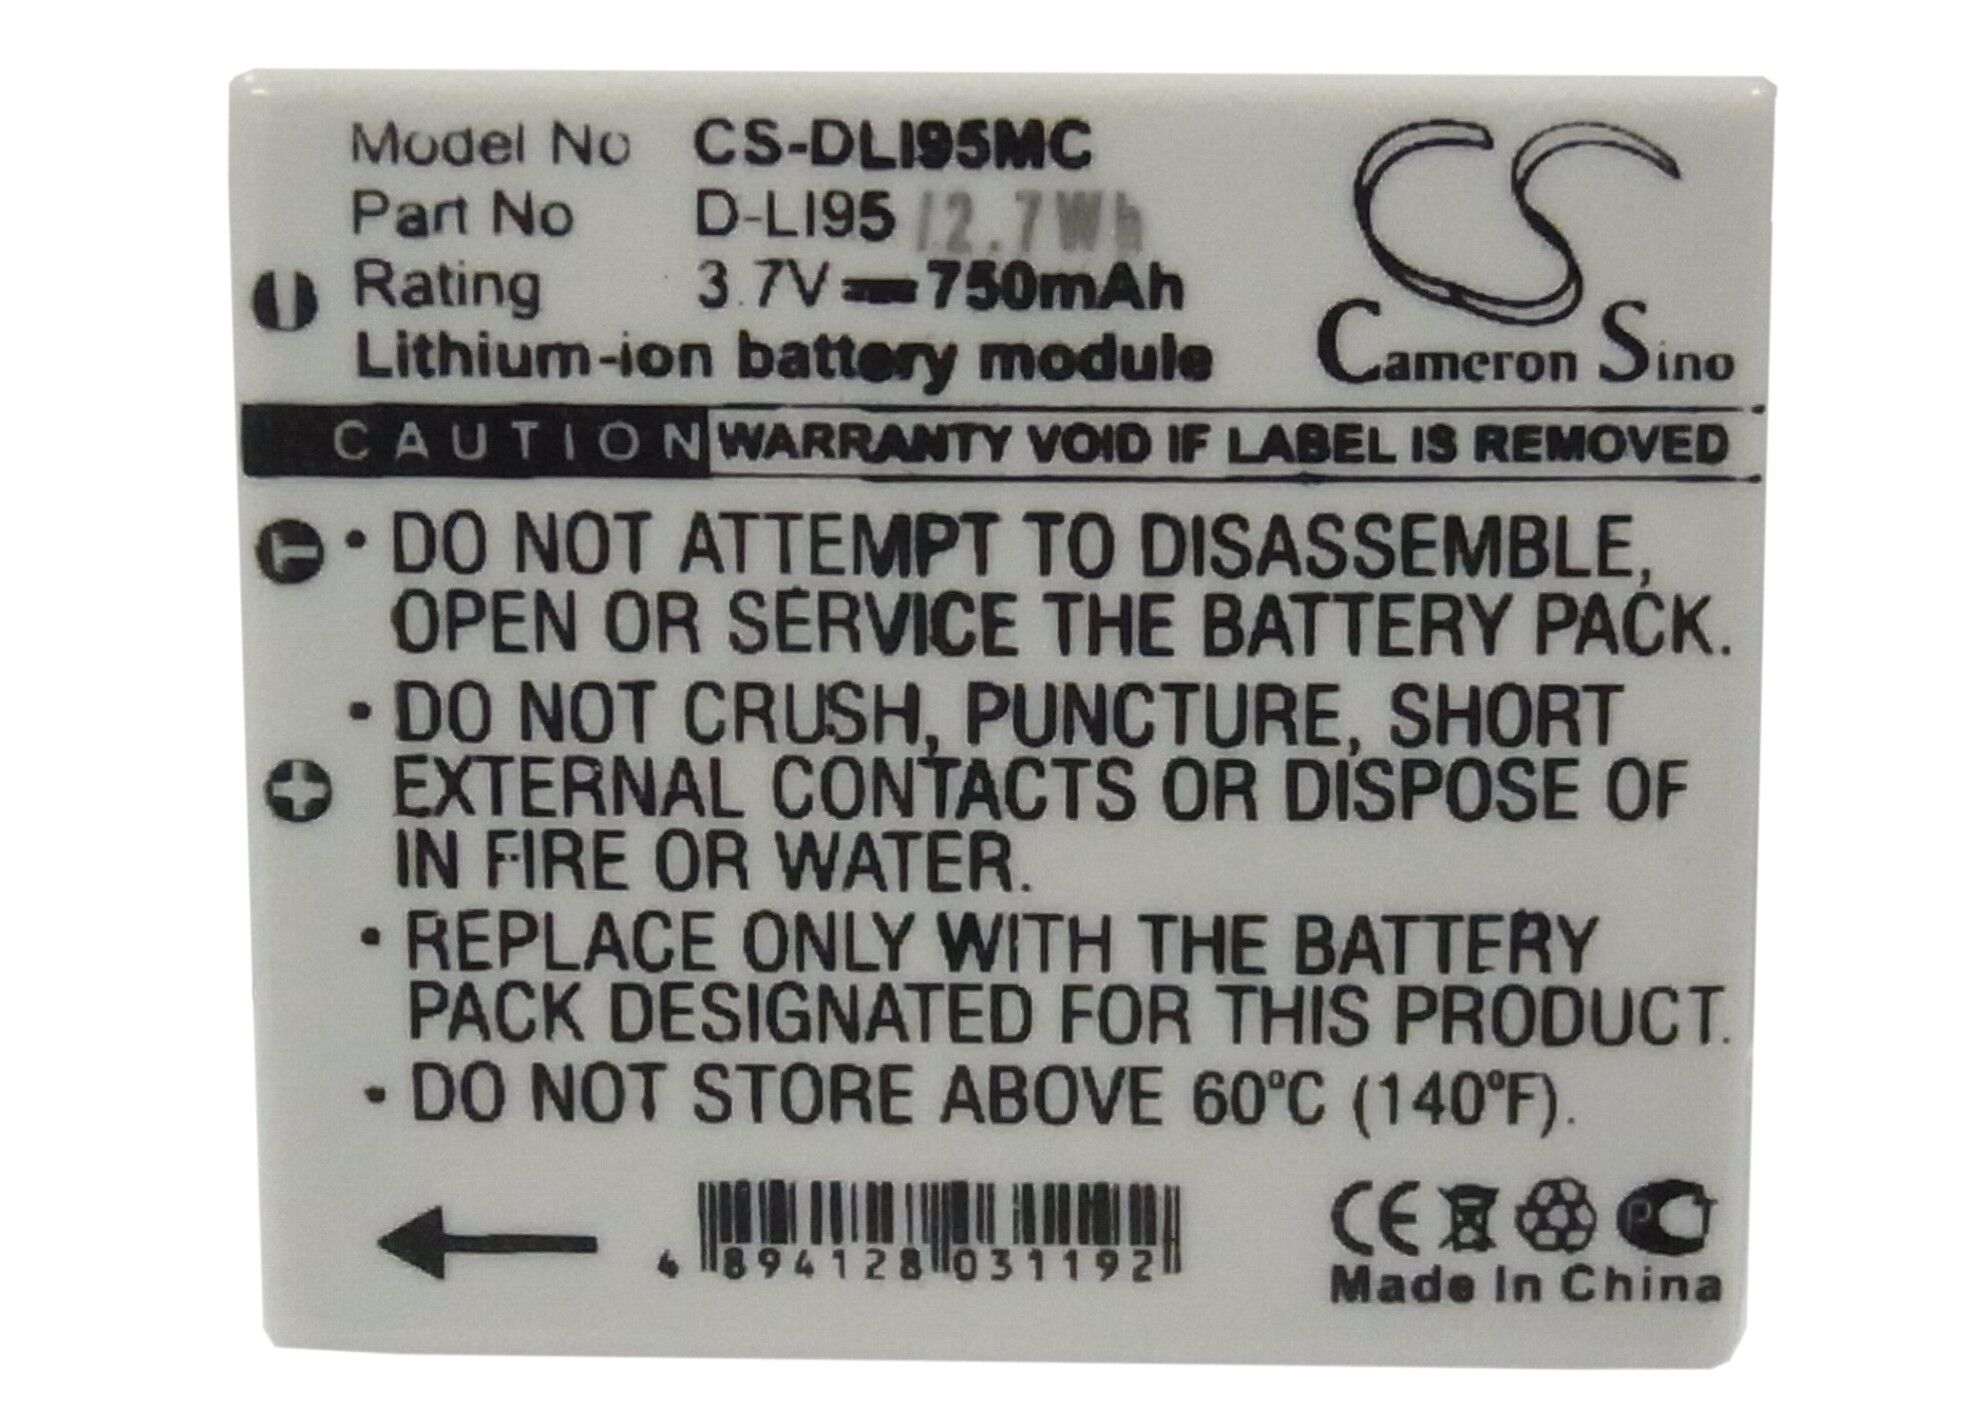 Model No CS-DLI95MC
Part No D-LI95 /2.7Wh
Rating 3.7V 750mAh
Lithium-ion battery module
CS
Cameron Sino
CAUTION WARRANTY VOID IF LABEL IS REMOVED
• DO NOT ATTEMPT TO DISASSEMBLE,
OPEN OR SERVICE THE BATTERY PACK.
• DO NOT CRUSH, PUNCTURE, SHORT
EXTERNAL CONTACTS OR DISPOSE OF
IN FIRE OR WATER.
• REPLACE ONLY WITH THE BATTERY
PACK DESIGNATED FOR THIS PRODUCT.
• DO NOT STORE ABOVE 60°C (140°F).
4 894128 031192
CE
Made In China